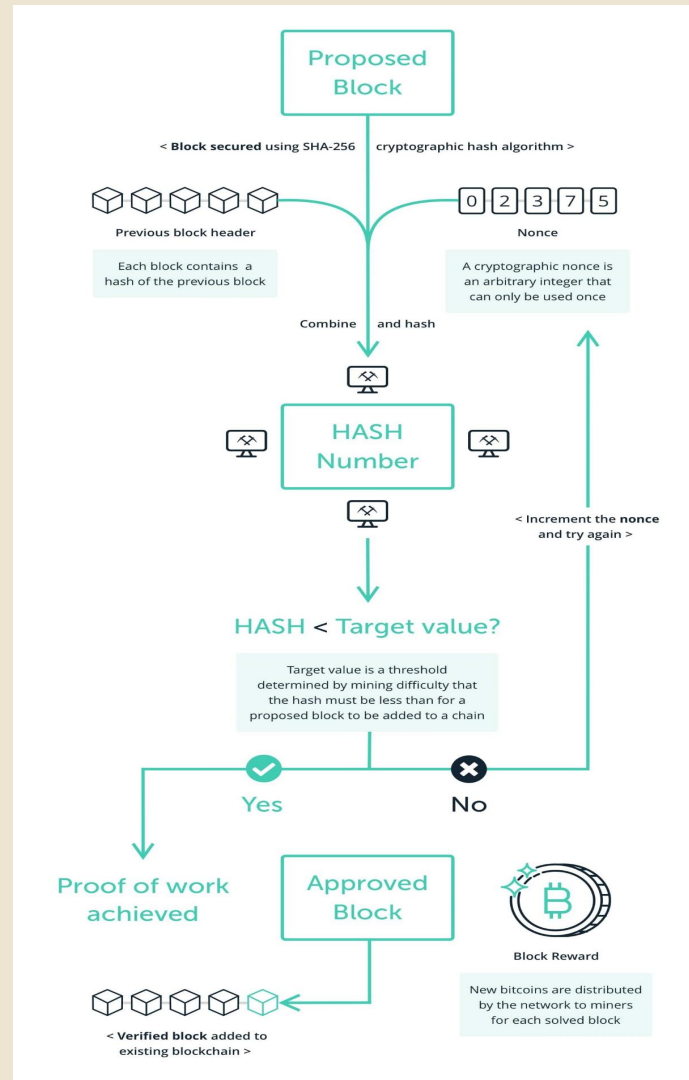 Proposed
Block
< Block secured using SHA-256 cryptographic hash algorithm >
0 2 3 7 5
Previous block header
Nonce
Each block contains a
hash of the previous block
A cryptographic nonce is
an arbitrary integer that
can only be used once
Combine and hash
HASH
Number
< Increment the nonce
and try again >
HASH < Target value?
Target value is a threshold
determined by mining difficulty that
the hash must be less than for a
proposed block to be added to a chain
Yes
No
Proof of work
achieved
Approved
Block
Block Reward
New bitcoins are distributed
by the network to miners
for each solved block
< Verified block added to
existing blockchain >